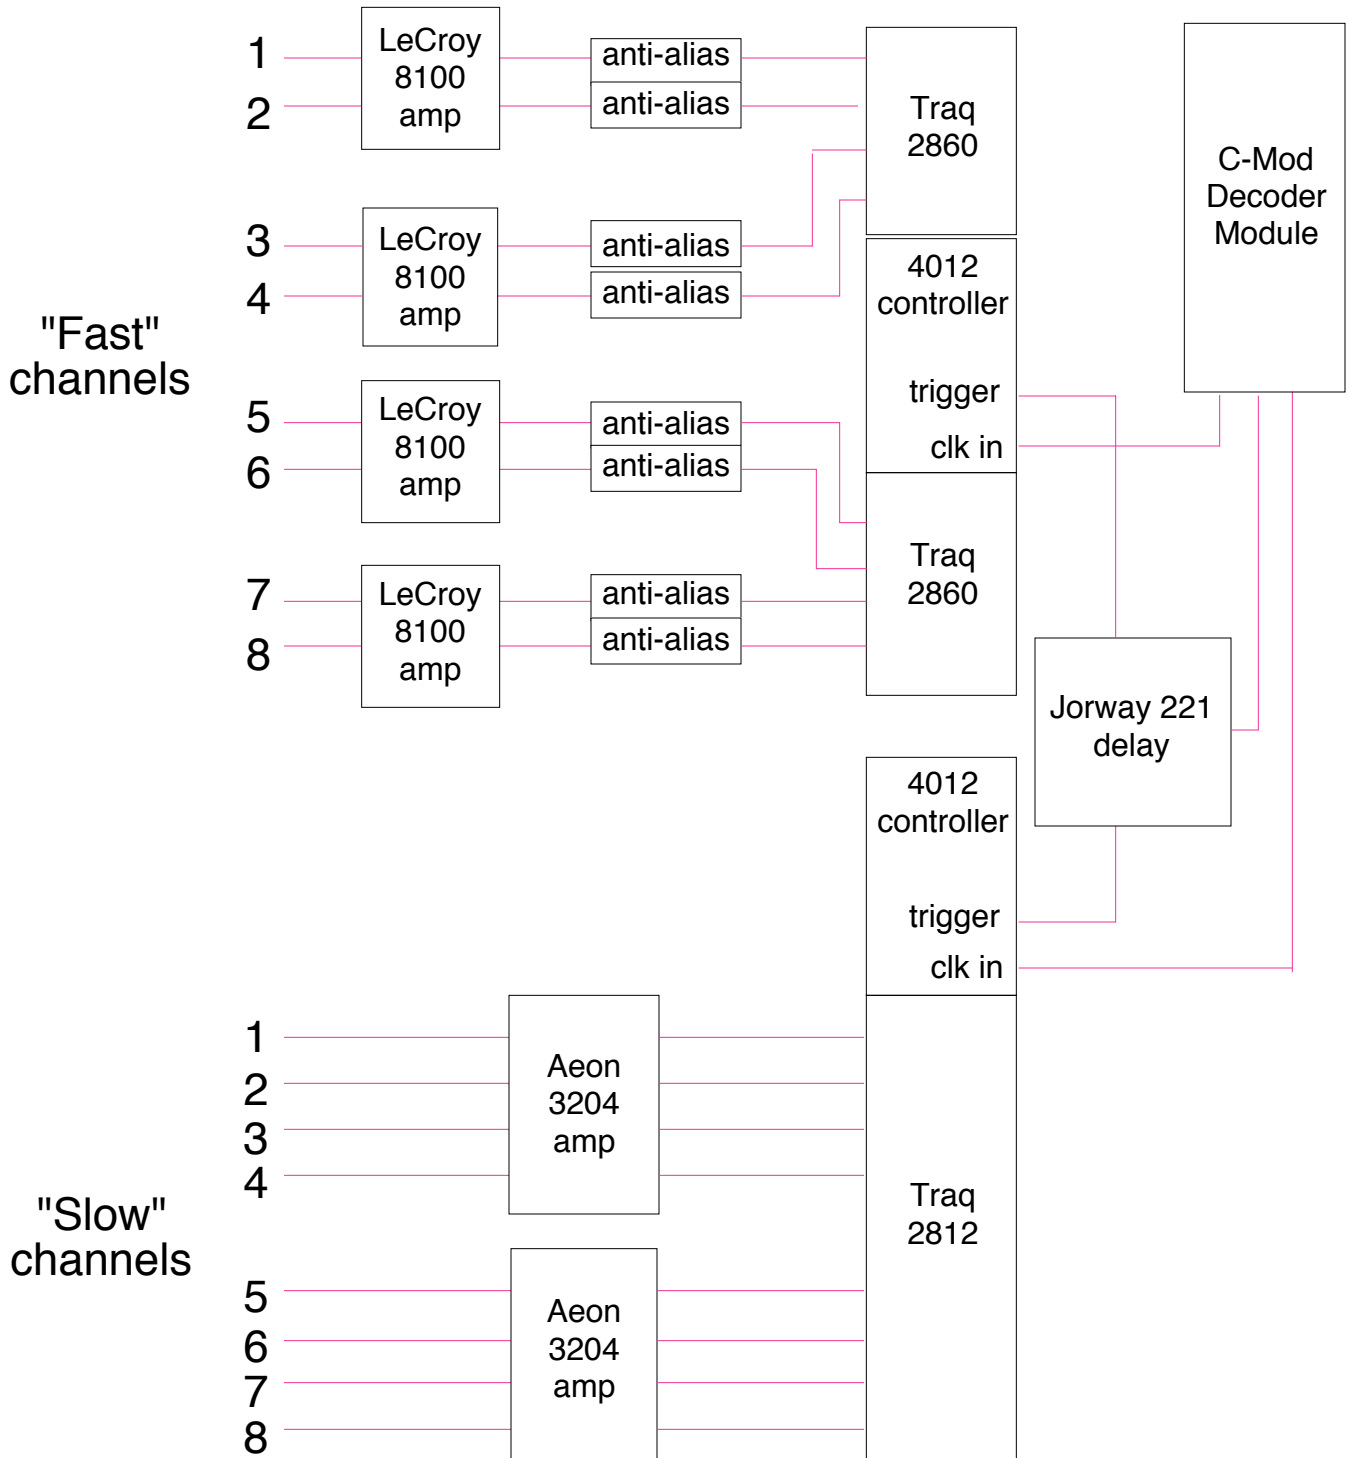 1
2
LeCroy
8100
amp
anti-alias
anti-alias
Traq
2860
C-Mod
Decoder
Module
3
4
LeCroy
8100
amp
anti-alias
anti-alias
4012
controller
trigger
clk in
"Fast"
channels
5
6
LeCroy
8100
amp
anti-alias
anti-alias
Traq
2860
7
8
LeCroy
8100
amp
anti-alias
anti-alias
Jorway 221
delay
4012
controller
trigger
clk in
1
2
3
4
Aeon
3204
amp
Traq
2812
"Slow"
channels
5
6
7
8
Aeon
3204
amp